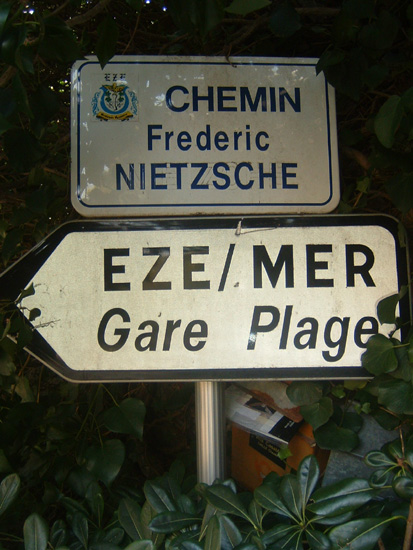 EZE
CHEMIN
Frederic
NIETZSCHE
EZE/MER
Gare Plage